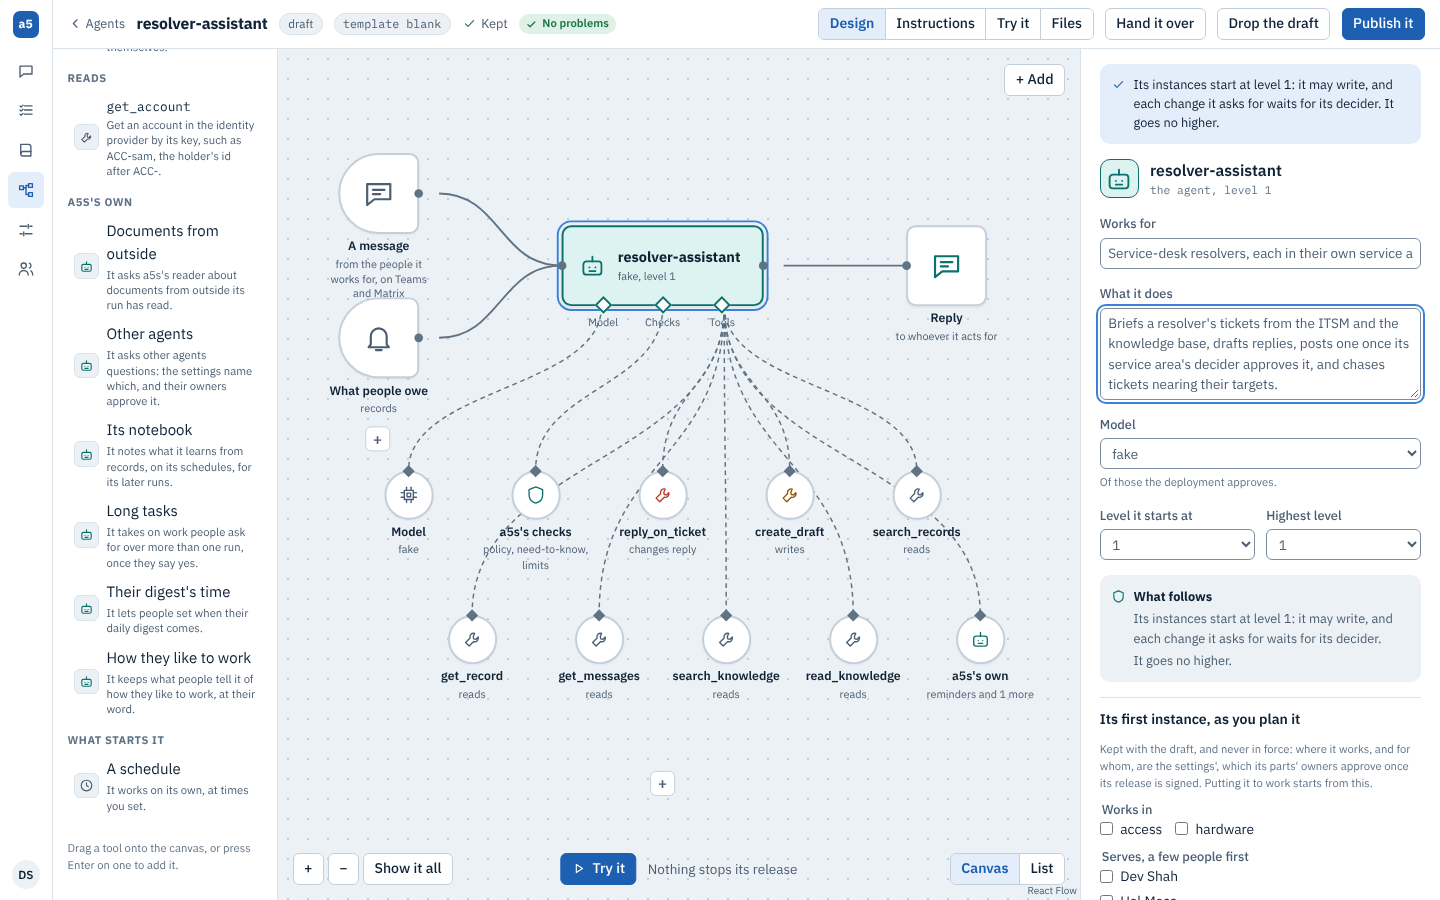 a5
Agents
resolver-assistant
draft
template blank
Kept
No problems
Design
Instructions
Try it
Files
Hand it over
Drop the draft
Publish it
themselves.
READS
get_account
Get an account in the identity
provider by its key, such as
ACC-sam, the holder's id
after ACC-.
A5S'S OWN
Documents from
outside
It asks a5s's reader about
documents from outside its
run has read.
Other agents
It asks other agents
questions: the settings name
which, and their owners
approve it.
Its notebook
It notes what it learns from
records, on its schedules, for
its later runs.
Long tasks
It takes on work people ask
for over more than one run,
once they say yes.
Their digest's time
It lets people set when their
daily digest comes.
How they like to work
It keeps what people tell it of
how they like to work, at their
word.
WHAT STARTS IT
A schedule
It works on its own, at times
you set.
Drag a tool onto the canvas, or press
Enter on one to add it.
DS
+ Add
A message
from the people it
works for, on Teams
and Matrix
What people owe
records
+
resolver-assistant
fake, level 1
Model
Checks
Tools
Reply
to whoever it acts for
Model
fake
a5s's checks
policy, need-to-know,
limits
reply_on_ticket
changes reply
create_draft
writes
search_records
reads
get_record
reads
get_messages
reads
search_knowledge
reads
read_knowledge
reads
a5s's own
reminders and 1 more
+
+
−
Show it all
Try it
Nothing stops its release
Canvas
List
React Flow
Its instances start at level 1: it may write, and
each change it asks for waits for its decider. It
goes no higher.
resolver-assistant
the agent, level 1
Works for
Service-desk resolvers, each in their own service a
What it does
Briefs a resolver's tickets from the ITSM and the
knowledge base, drafts replies, posts one once its
service area's decider approves it, and chases
tickets nearing their targets.
Model
fake
Of those the deployment approves.
Level it starts at
Highest level
1
1
What follows
Its instances start at level 1: it may write, and
each change it asks for waits for its decider.
It goes no higher.
Its first instance, as you plan it
Kept with the draft, and never in force: where it works, and for
whom, are the settings', which its parts' owners approve once
its release is signed. Putting it to work starts from this.
Works in
access
hardware
Serves, a few people first
Dev Shah